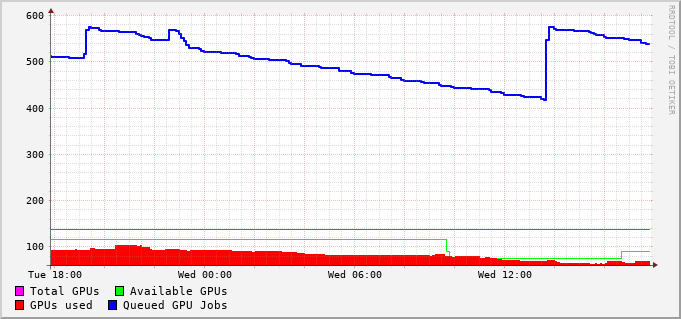 600
500
400
300
200
100
Tue 18:00 Wed 00:00 Wed 06:00 Wed 12:00
Total GPUs Available GPUs
GPUs used Queued GPU Jobs
RRDTOOL / TOBI OETIKER